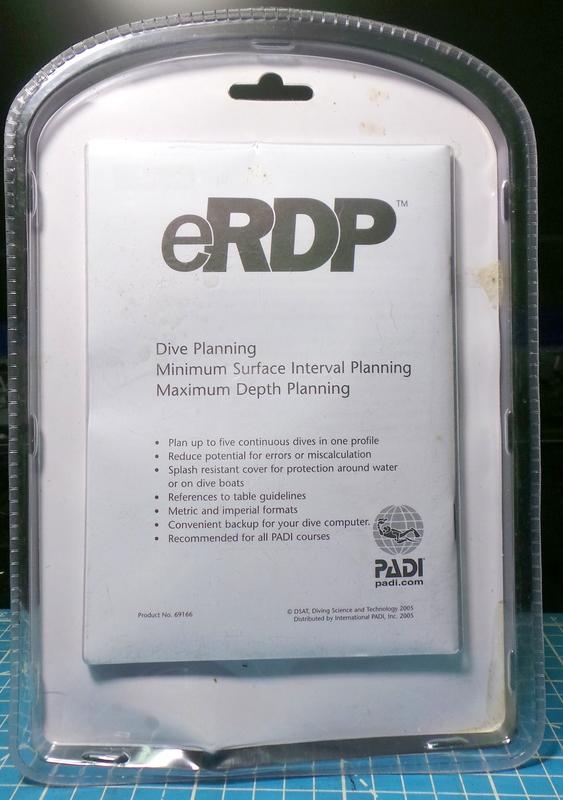 eRDP™
Dive Planning
Minimum Surface Interval Planning
Maximum Depth Planning
• Plan up to five continuous dives in one profile
• Reduce potential for errors or miscalculation
• Splash resistant cover for protection around water
or on dive boats
• References to table guidelines
• Metric and imperial formats
• Convenient backup for your dive computer.
• Recommended for all PADI courses
PADI
padi.com
Product No. 69166
© DSAT, Diving Science and Technology 2005
Distributed by International PADI, Inc. 2005